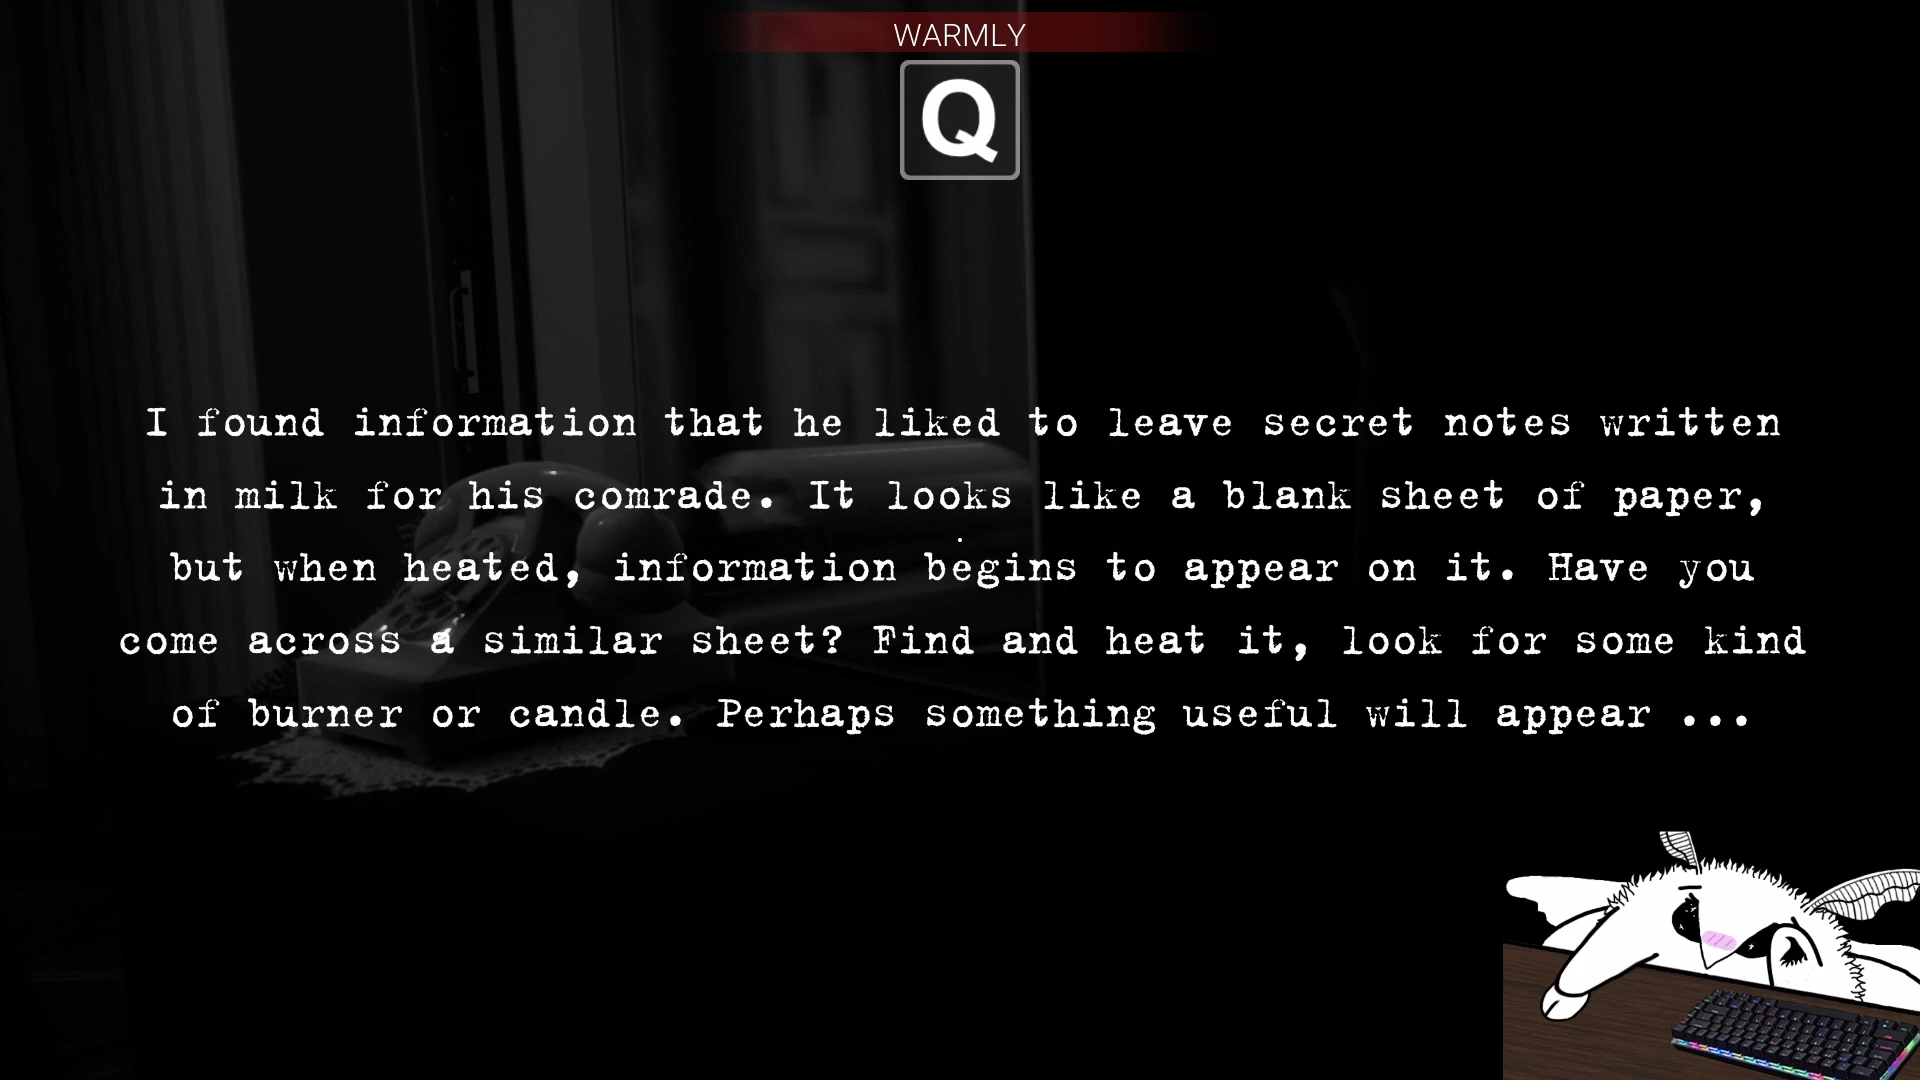 WARMLY
Q
I found information that he liked to leave secret notes written
in milk for his comrade. It looks like a blank sheet of paper,
but when heated, information begins to appear on it. Have you
come across a similar sheet? Find and heat it, look for some kind
of burner or candle. Perhaps something useful will appear ...